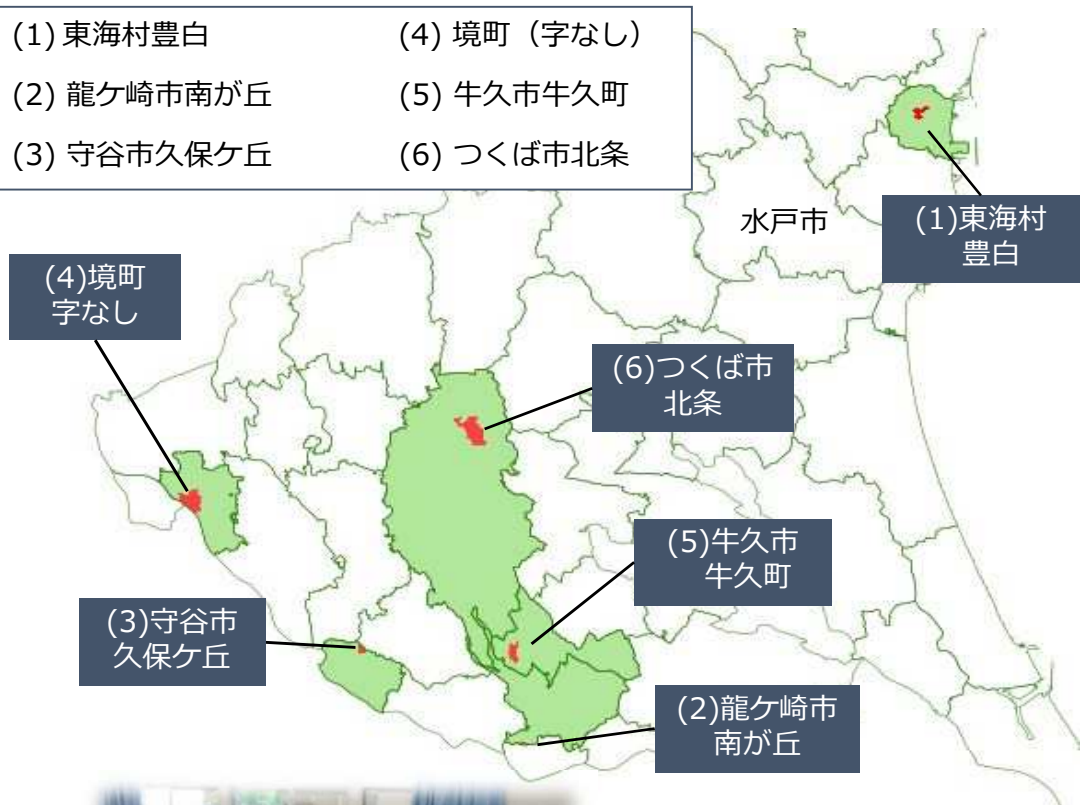 (1) 東海村豊白
(4) 境町（字なし）
(2) 龍ケ崎市南が丘
(5) 牛久市牛久町
(3) 守谷市久保ケ丘
(6) つくば市北条
水戸市
(1)東海村
豊白
(4)境町
字なし
(6)つくば市
北条
(5)牛久市
牛久町
(3)守谷市
久保ケ丘
(2)龍ケ崎市
南が丘